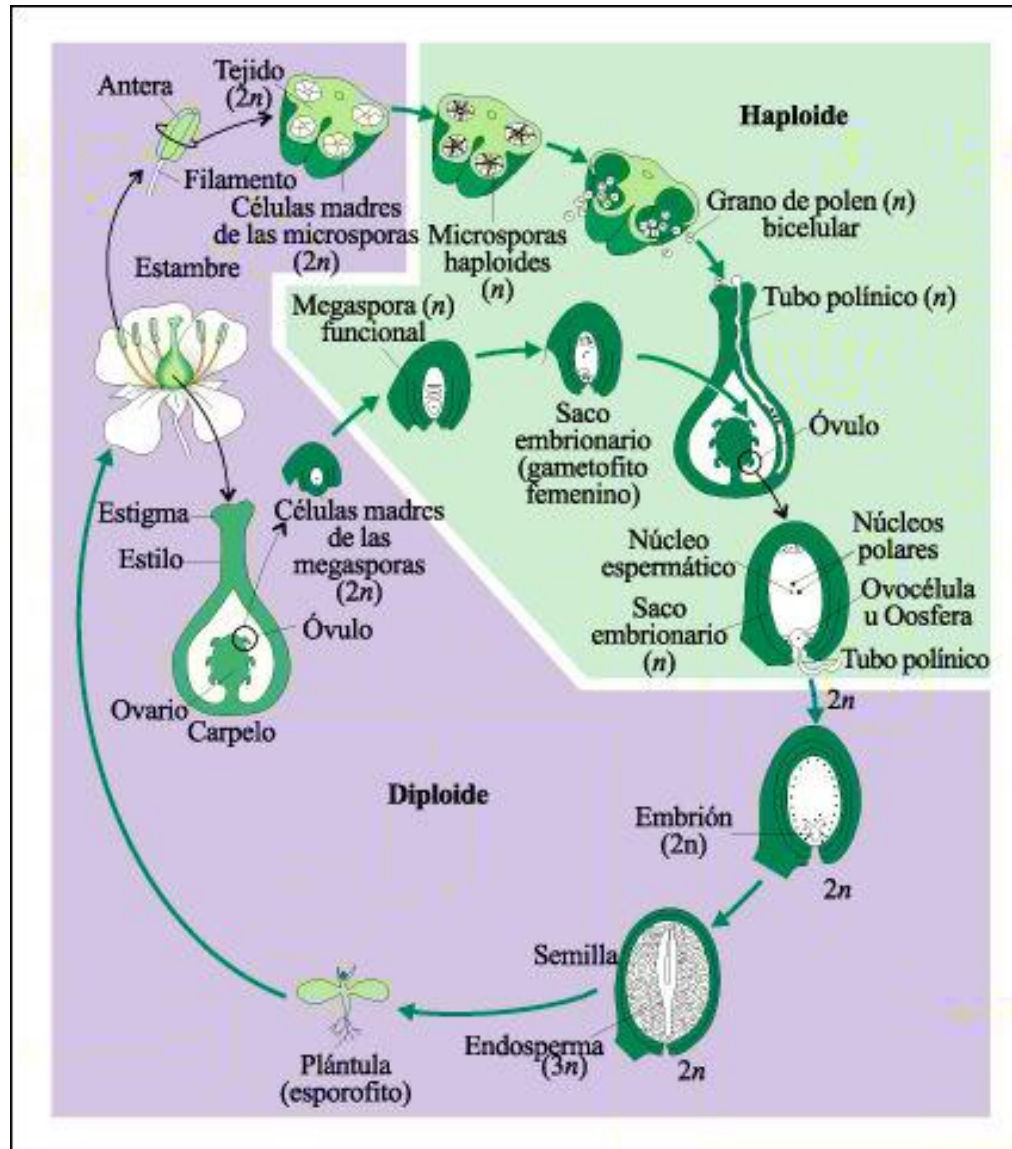 Antera
Tejido
(2n)
Haploide
Filamento
Células madres
de las microsporas
(2n)
Microsporas
haploides
(n)
Grano de polen (n)
bicelular
Estambre
Megaspora (n)
funcional
Tubo polínico (n)
Saco
embrionario
(gametofito
femenino)
Óvulo
Estigma
Estilo
Células madres
de las
megasporas
(2n)
Óvulo
Ovario
Carpelo
Núcleo
espermático
Núcleos
polares
Saco
embrionario
(n)
Ovocélula
u Oosfera
Tubo polínico
2n
Diploide
Embrión
(2n)
2n
Semilla
Endosperma
(3n)
2n
Plántula
(esporofito)